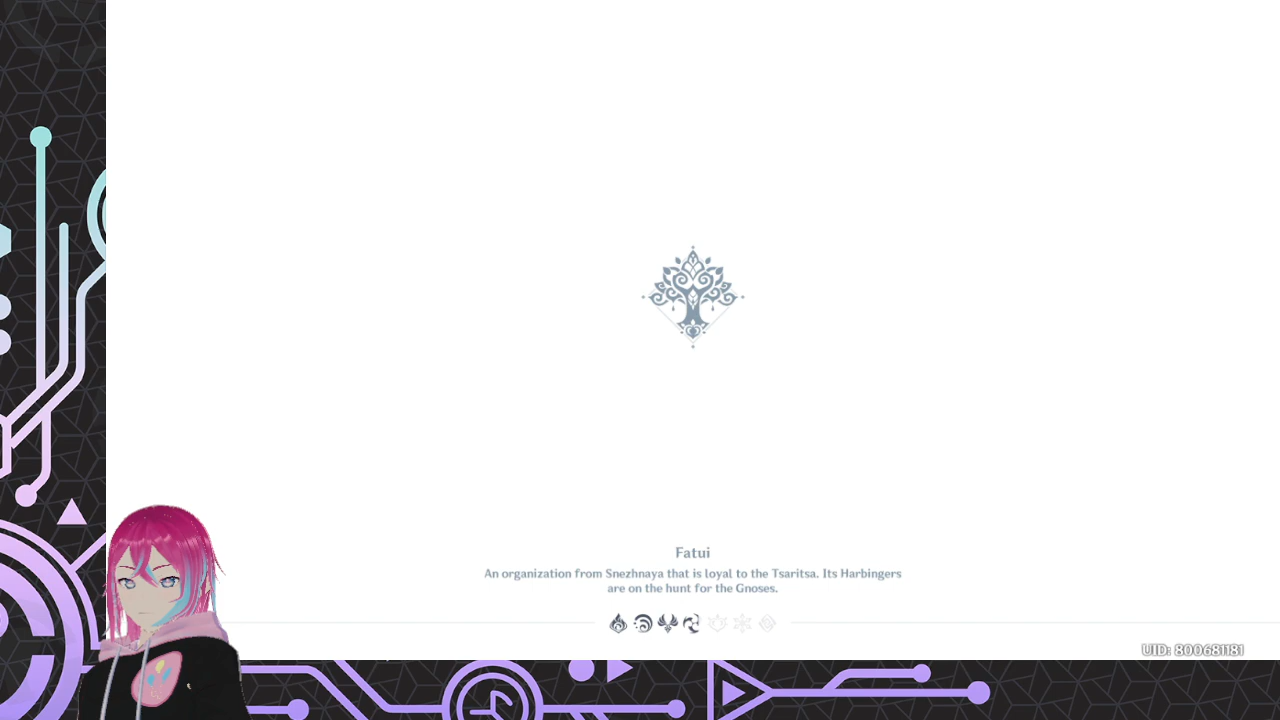 Fatui
An organization from Snezhnaya that is loyal to the Tsaritsa. Its Harbingers
are on the hunt for the Gnoses.
UID: 800681181